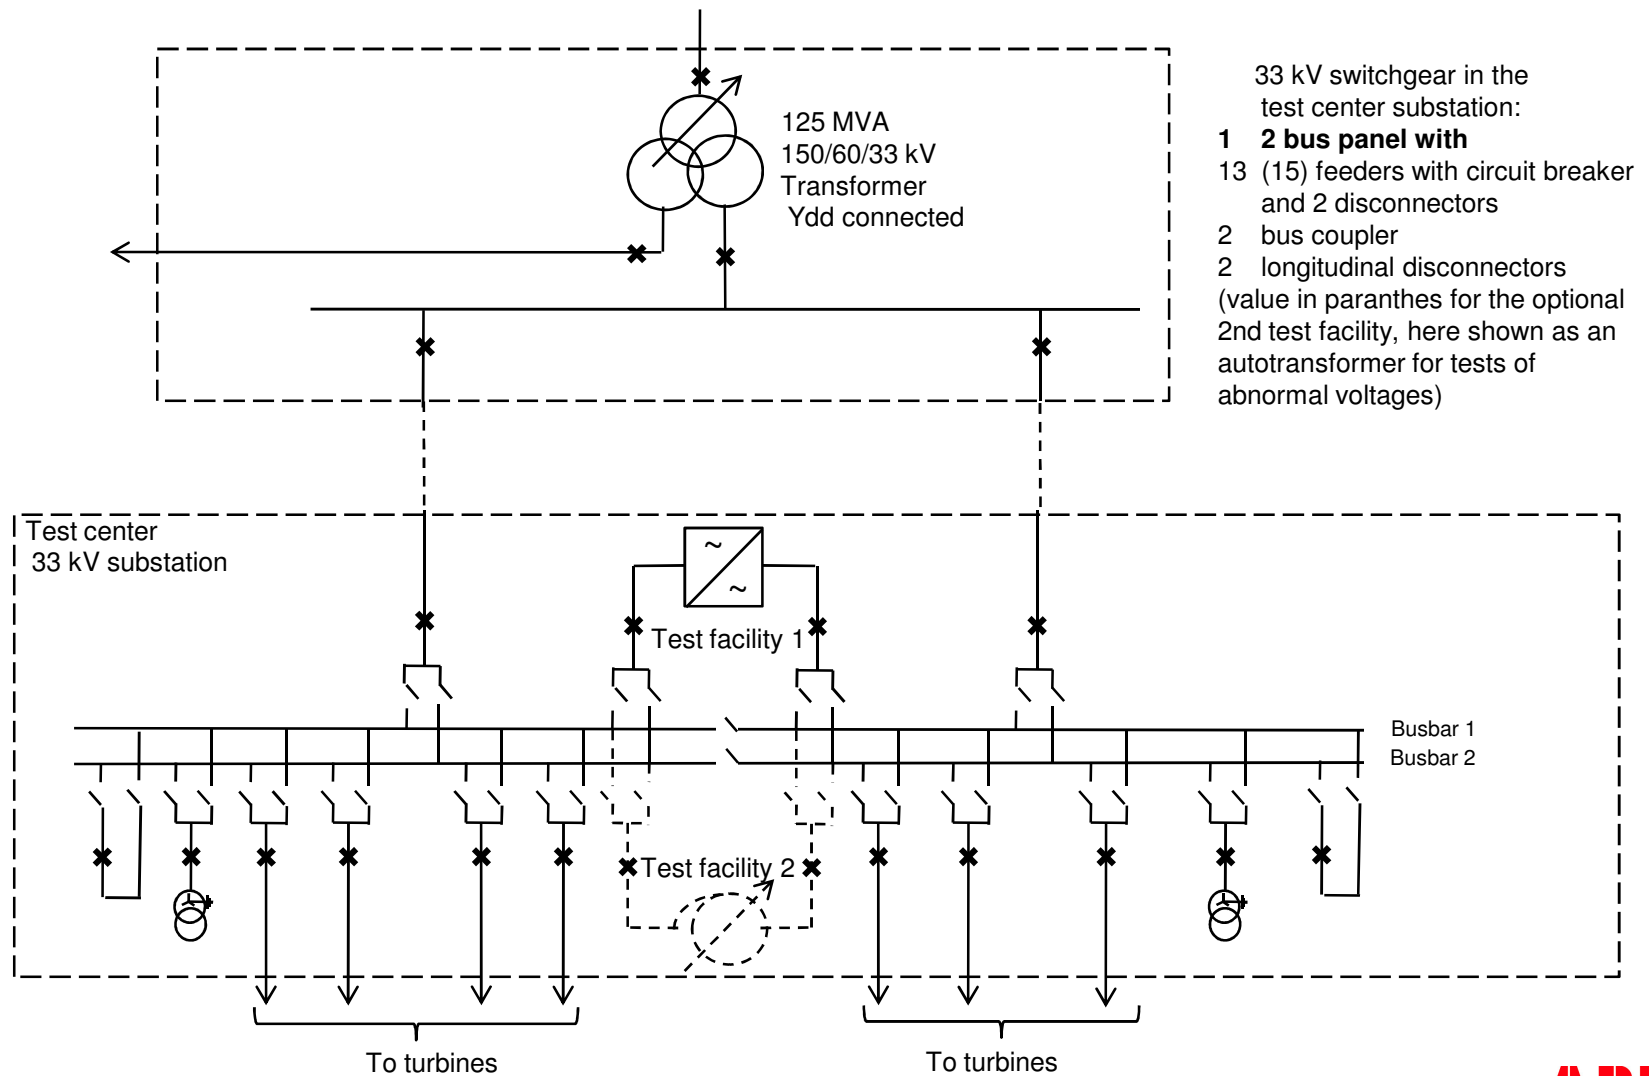 125 MVA
150/60/33 kV
Transformer
Ydd connected
33 kV switchgear in the
test center substation:
1 2 bus panel with
13 (15) feeders with circuit breaker
and 2 disconnectors
2 bus coupler
2 longitudinal disconnectors
(value in paranthes for the optional
2nd test facility, here shown as an
autotransformer for tests of
abnormal voltages)
Test center
33 kV substation
~
~
Test facility 1
Busbar 1
Busbar 2
Test facility 2
To turbines
To turbines